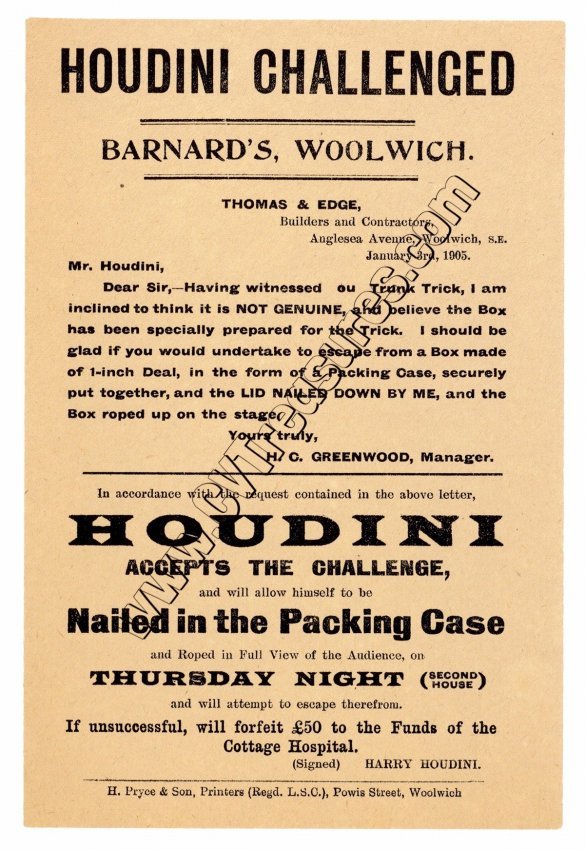 HOUDINI CHALLENGED
BARNARD'S, WOOLWICH.
THOMAS & EDGE,
Builders and Contractors,
Anglesea Avenue, Woolwich, S.E.
January 3rd, 1905.
Mr. Houdini,
Dear Sir,—Having witnessed ou Trunk Trick, I am
inclined to think it is NOT GENUINE, and believe the Box
has been specially prepared for the Trick. I should be
glad if you would undertake to escape from a Box made
of 1-inch Deal, in the form of a Packing Case, securely
put together, and the LID NAILED DOWN BY ME, and the
Box roped up on the stage.
Yours truly,
H. C. GREENWOOD, Manager.
In accordance with the request contained in the above letter,
HOUDINI
ACCEPTS THE CHALLENGE,
and will allow himself to be
Nailed in the Packing Case
and Roped in Full View of the Audience, on
THURSDAY NIGHT (SECOND HOUSE)
and will attempt to escape therefrom.
If unsuccessful, will forfeit £50 to the Funds of the
Cottage Hospital.
(Signed) HARRY HOUDINI.
H. Pryce & Son, Printers (Regd. L.S.C.), Powis Street, Woolwich
www.CVTreasures.com